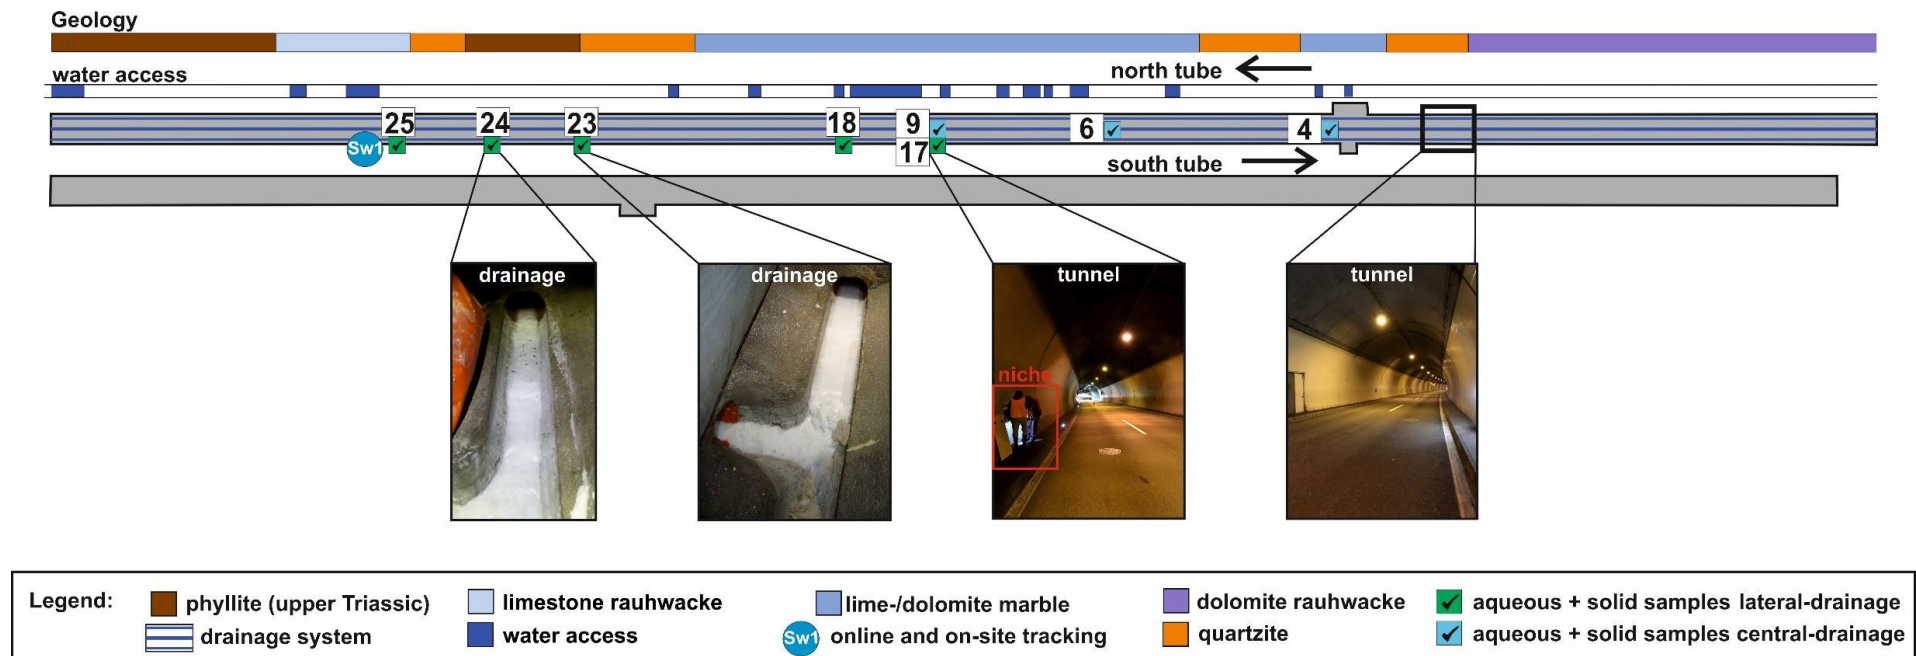 Geology
water access
north tube
25
24
23
18
9
6
4
Sw1
17
south tube
drainage
drainage
tunnel
tunnel
niche
Legend:
phyllite (upper Triassic)
limestone rauhwacke
lime-/dolomite marble
dolomite rauhwacke
aqueous + solid samples lateral-drainage
drainage system
water access
Sw1 online and on-site tracking
quartzite
aqueous + solid samples central-drainage